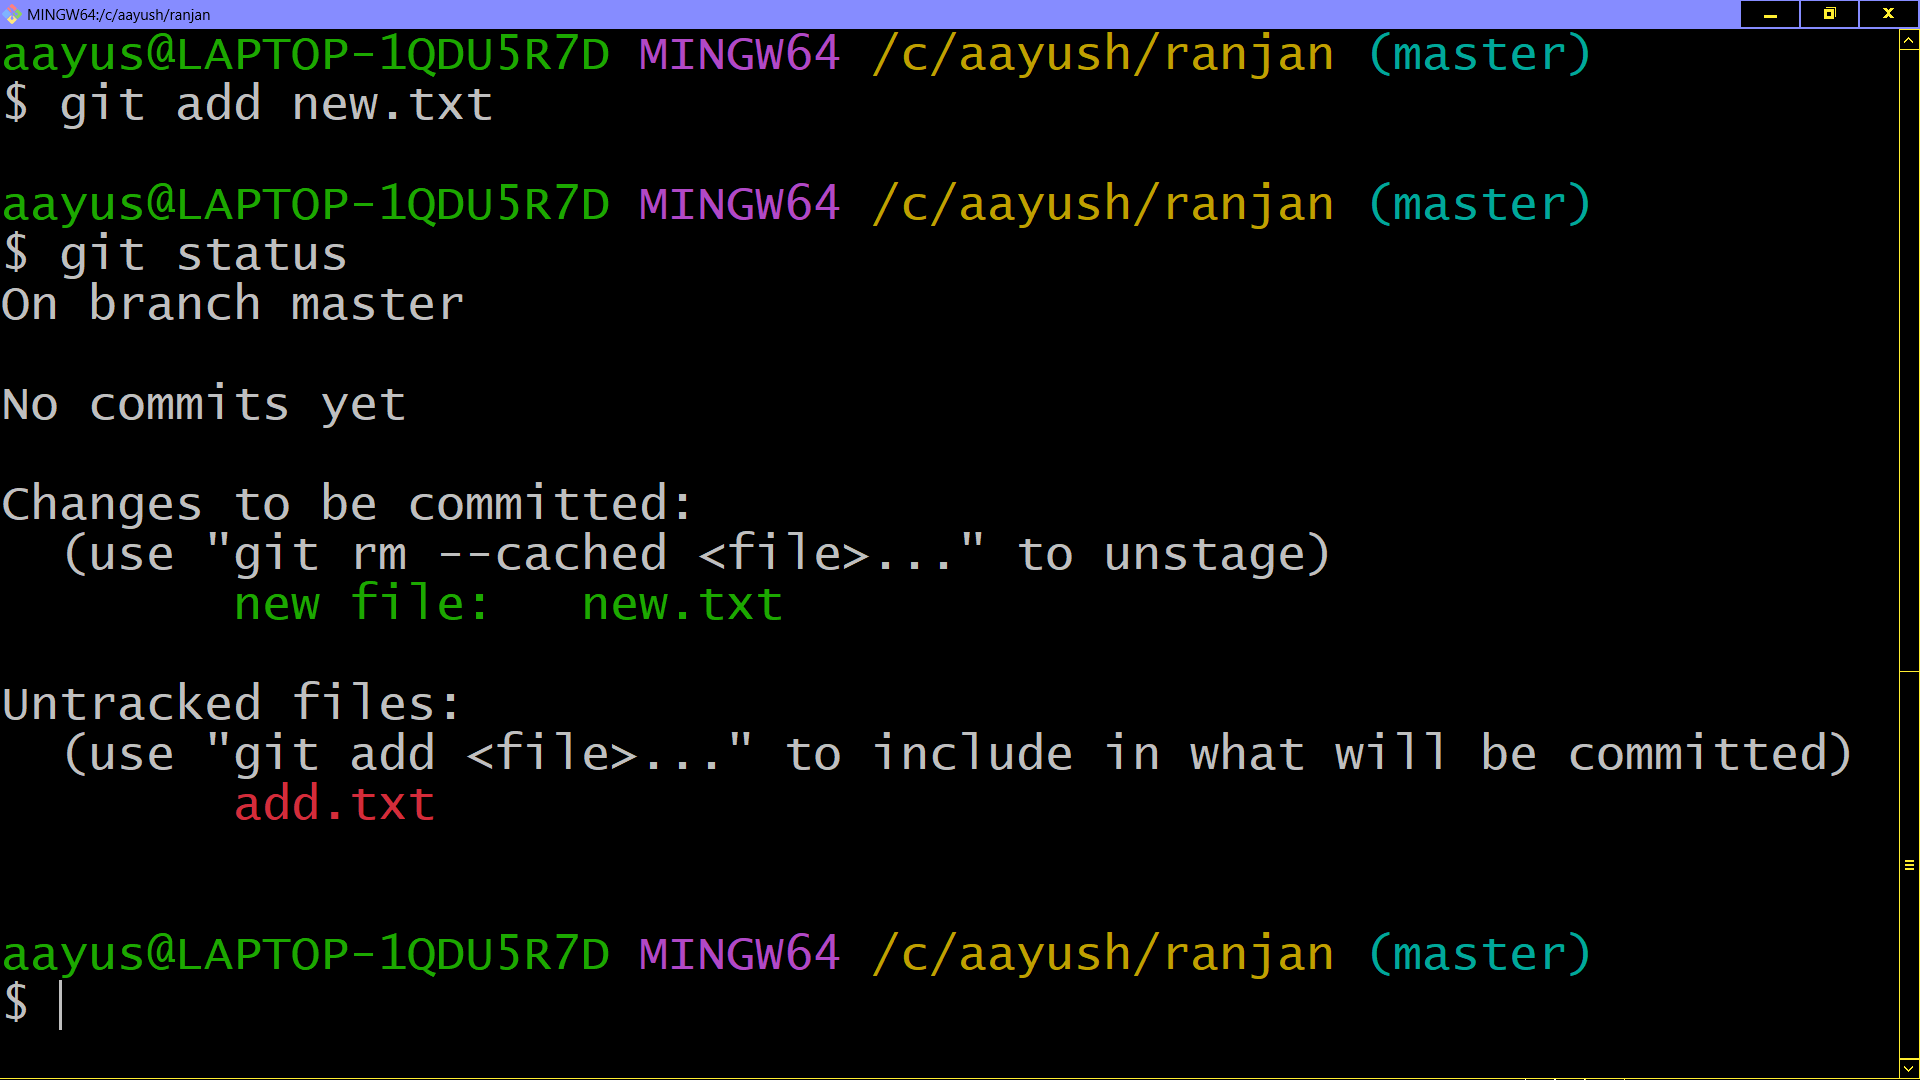 MINGW64:/c/aayush/ranjan
aayus@LAPTOP-1QDU5R7D MINGW64 /c/aayush/ranjan (master)
$ git add new.txt
aayus@LAPTOP-1QDU5R7D MINGW64 /c/aayush/ranjan (master)
$ git status
On branch master
No commits yet
Changes to be committed:
  (use "git rm --cached <file>..." to unstage)
        new file:   new.txt
Untracked files:
  (use "git add <file>..." to include in what will be committed)
        add.txt
aayus@LAPTOP-1QDU5R7D MINGW64 /c/aayush/ranjan (master)
$